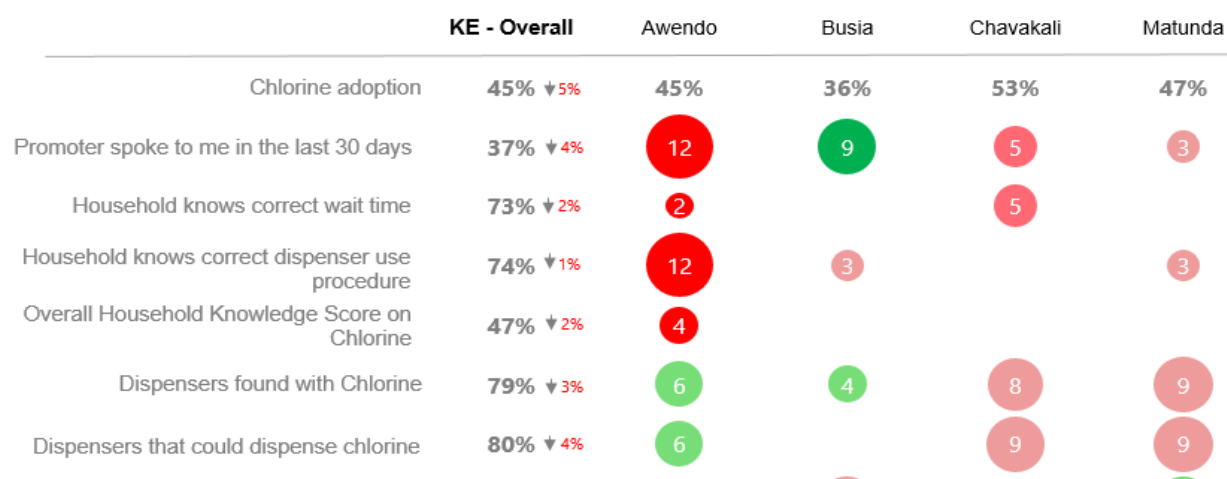 KE - Overall Awendo Busia Chavakali Matunda
Chlorine adoption 45% 5% 45% 36% 53% 47%
Promoter spoke to me in the last 30 days 37% 4% 12 9 5 3
Household knows correct wait time 73% 2% 2 5
Household knows correct dispenser use
procedure 74% 1% 12 3 3
Overall Household Knowledge Score on
Chlorine 47% 2% 4
Dispensers found with Chlorine 79% 3% 6 4 8 9
Dispensers that could dispense chlorine 80% 4% 6 9 9